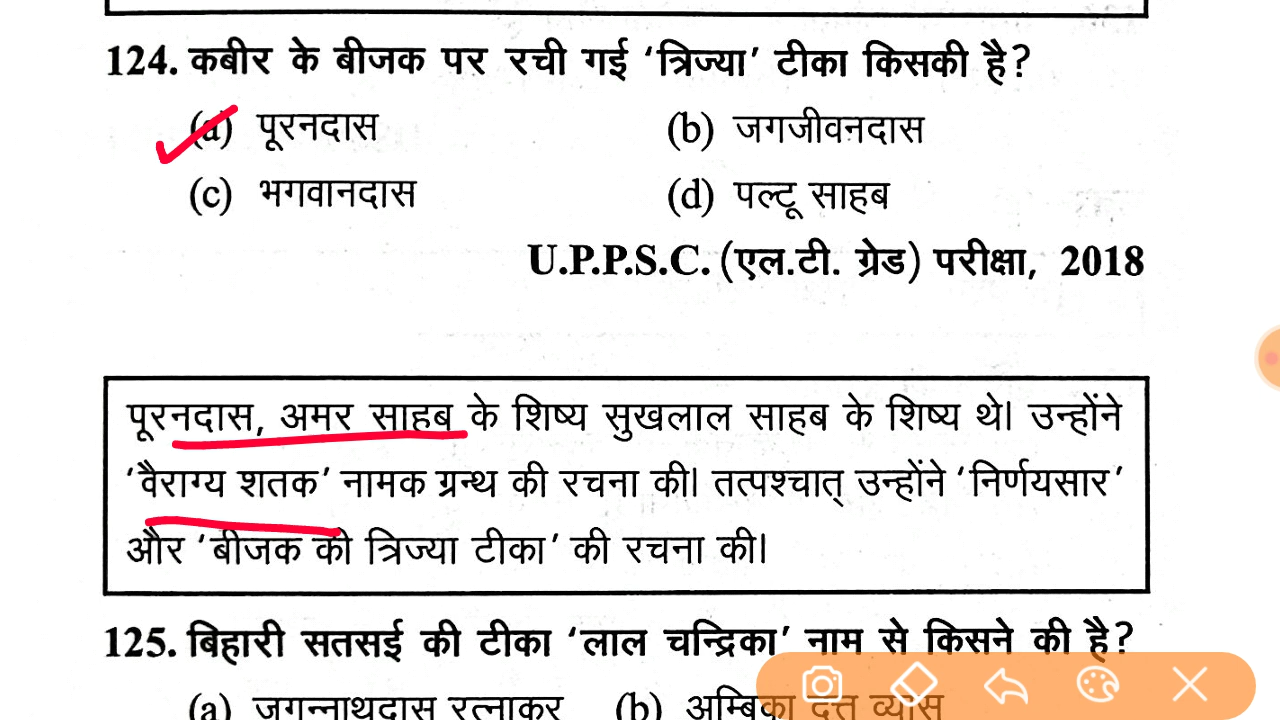 124. कबीर के बीजक पर रची गई ‘त्रिज्या’ टीका किसकी है?
(a) पूरनदास (b) जगजीवनदास
(c) भगवानदास (d) पल्टू साहब
U.P.P.S.C. (एल.टी. ग्रेड) परीक्षा, 2018
पूरनदास, अमर साहब के शिष्य सुखलाल साहब के शिष्य थे। उन्होंने
‘वैराग्य शतक’ नामक ग्रन्थ की रचना की। तत्पश्चात् उन्होंने ‘निर्णयसार’
और ‘बीजक की त्रिज्या टीका’ की रचना की।
125. बिहारी सतसई की टीका ‘लाल चन्द्रिका’ नाम से किसने की है?
(a) जगन्नाथदास रत्नाकर (b) अम्बिका दत्त व्यास